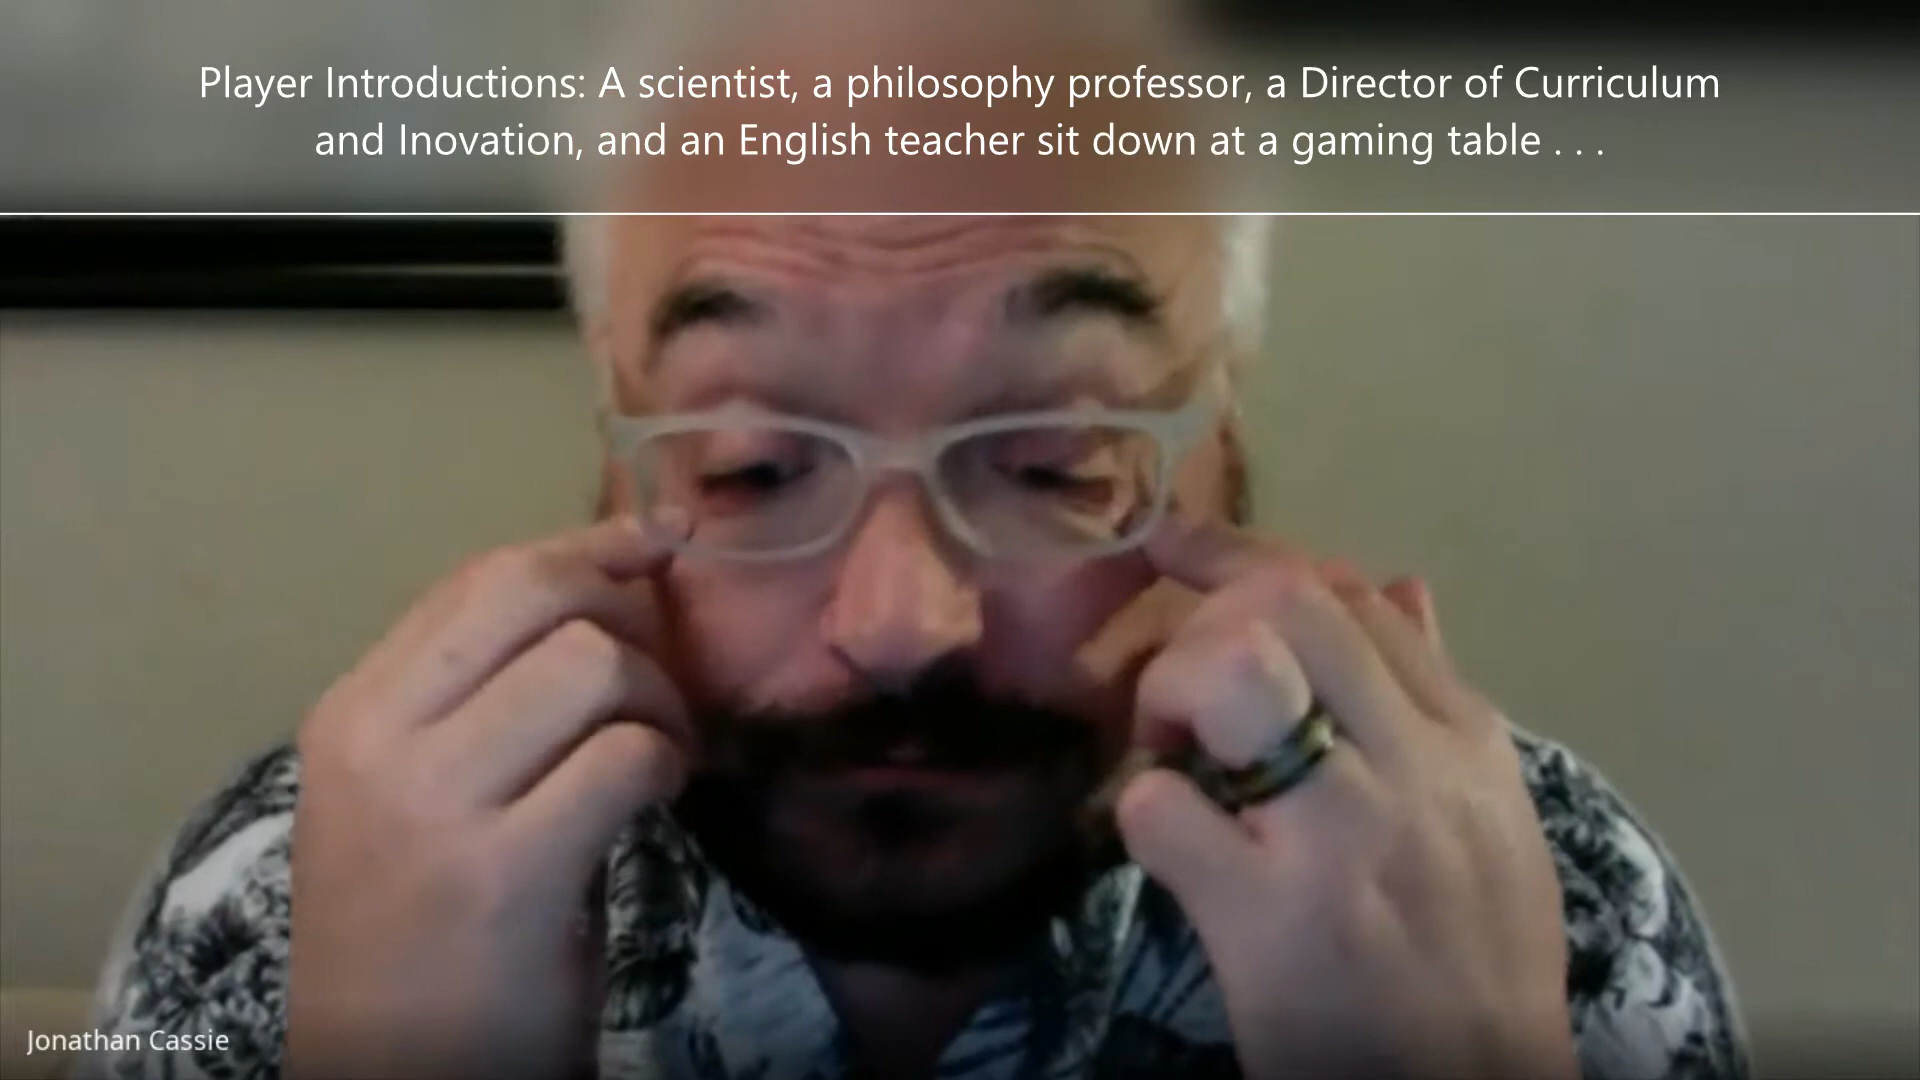 Player Introductions: A scientist, a philosophy professor, a Director of Curriculum
and Inovation, and an English teacher sit down at a gaming table . . .
Jonathan Cassie